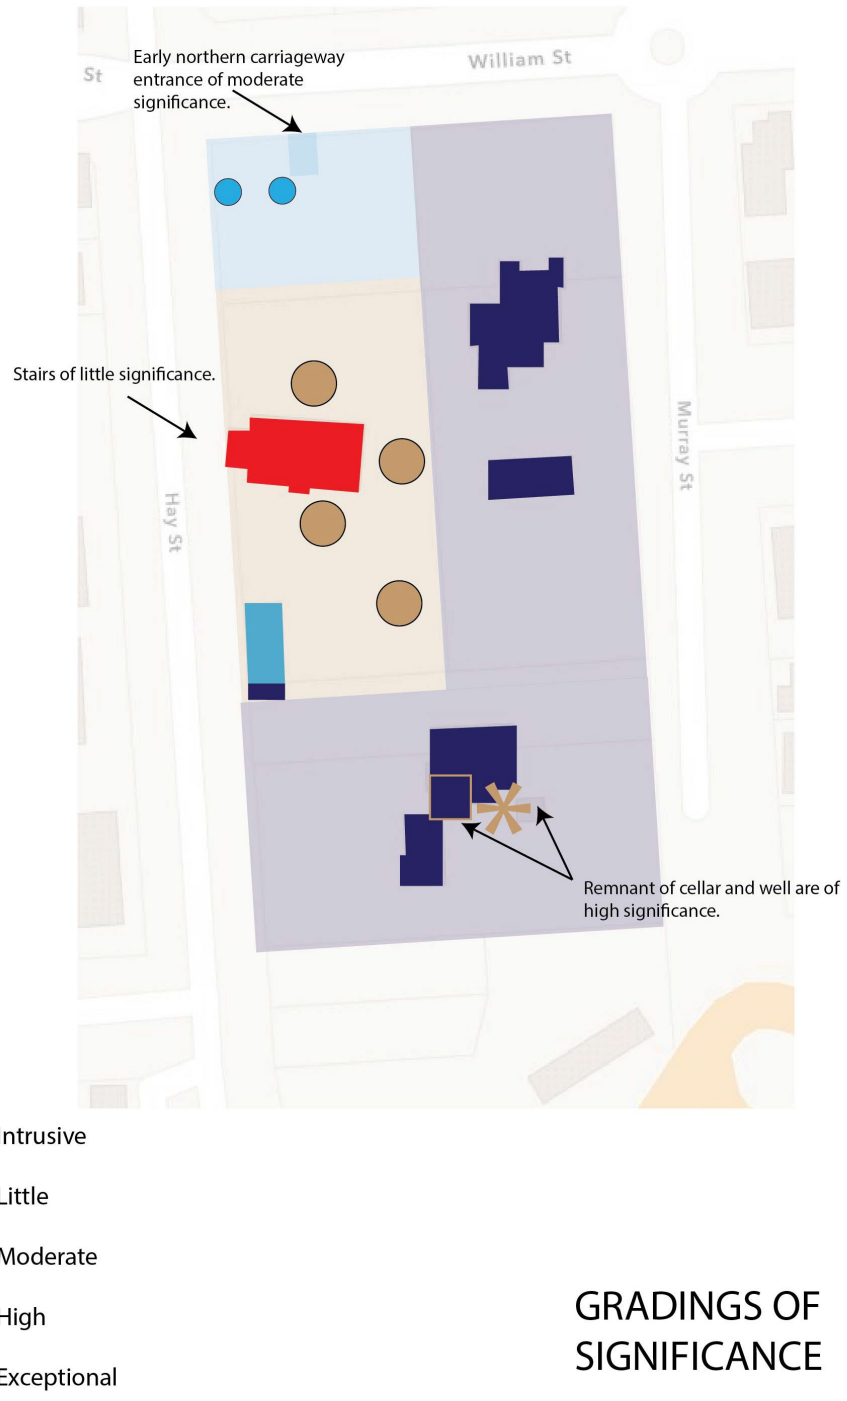 Early northern carriageway
entrance of moderate
significance.
William St
St
Stairs of little significance.
Murray St
Hay St
Remnant of cellar and well are of
high significance.
Intrusive
Little
Moderate
High
Exceptional
GRADINGS OF
SIGNIFICANCE